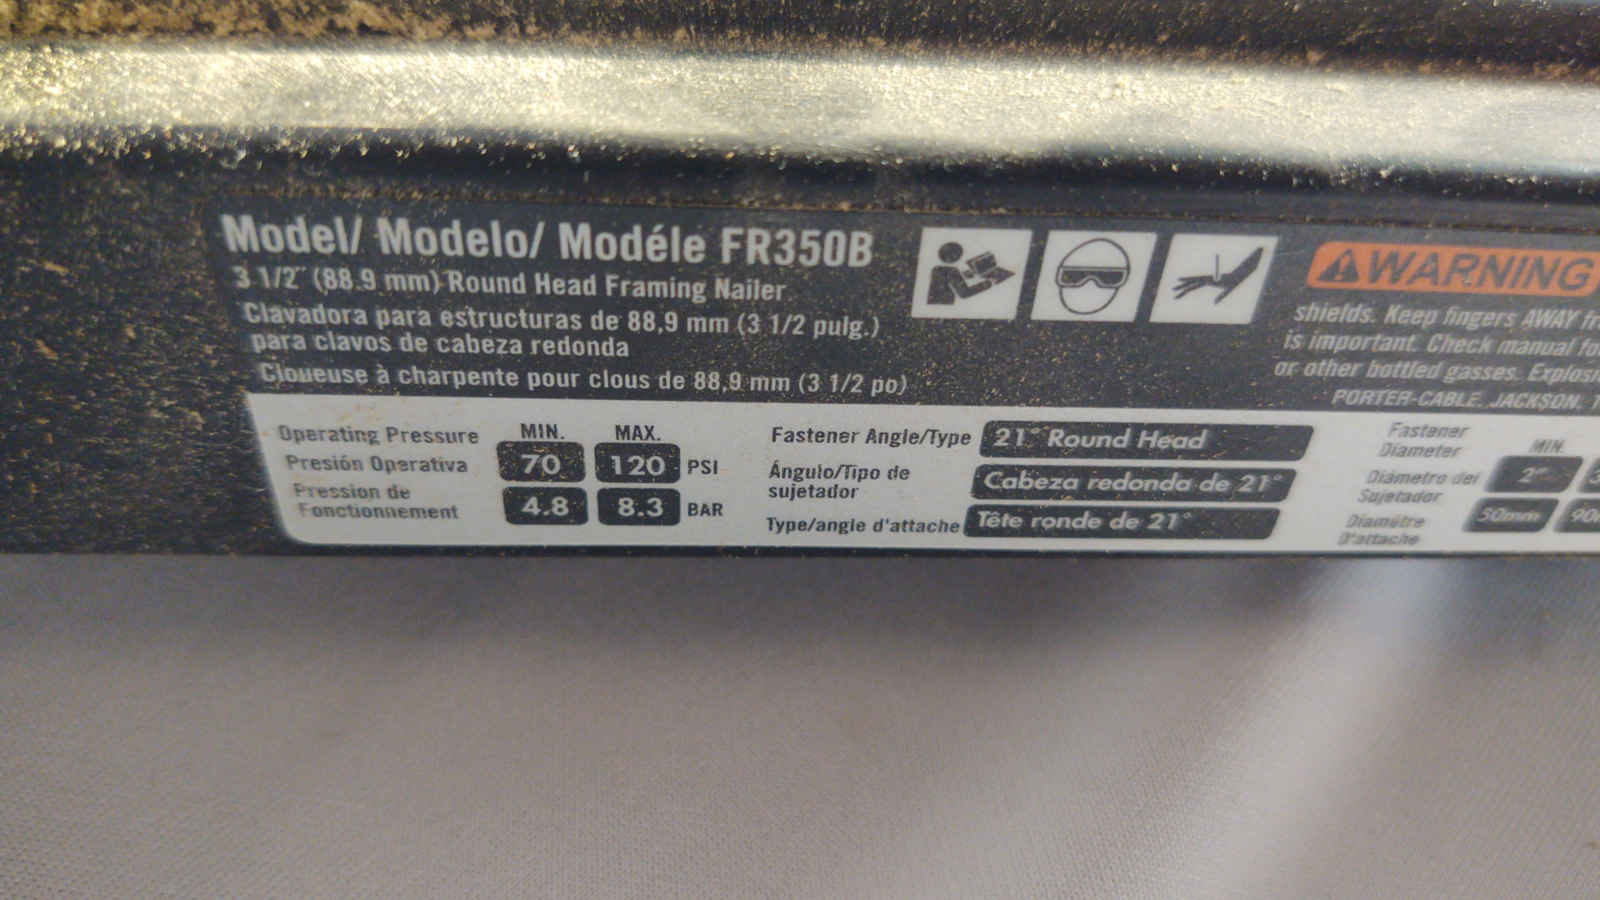 Model/ Modelo/ Modéle FR350B
3 1/2" (88.9 mm) Round Head Framing Nailer
Clavadora para estructuras de 88,9 mm (3 1/2 pulg.)
para clavos de cabeza redonda
Cloueuse à charpente pour clous de 88,9 mm (3 1/2 po)
WARNING
shields. Keep fingers AWAY
is important. Check manual
or other bottled gasses.
PORTER-CABLE. JACKSON,
Operating Pressure
Presión Operativa
Pression de
Fonctionnement
MIN. MAX.
70 120 PSI
4.8 8.3 BAR
Fastener Angle/Type 21° Round Head
Ángulo/Tipo de
sujetador
Cabeza redonda de 21°
Type/angle d'attache Tête ronde de 21°
Fastener
Diameter
Diámetro del
Sujetador
Diamètre
D'attache
MIN.
2"
50mm